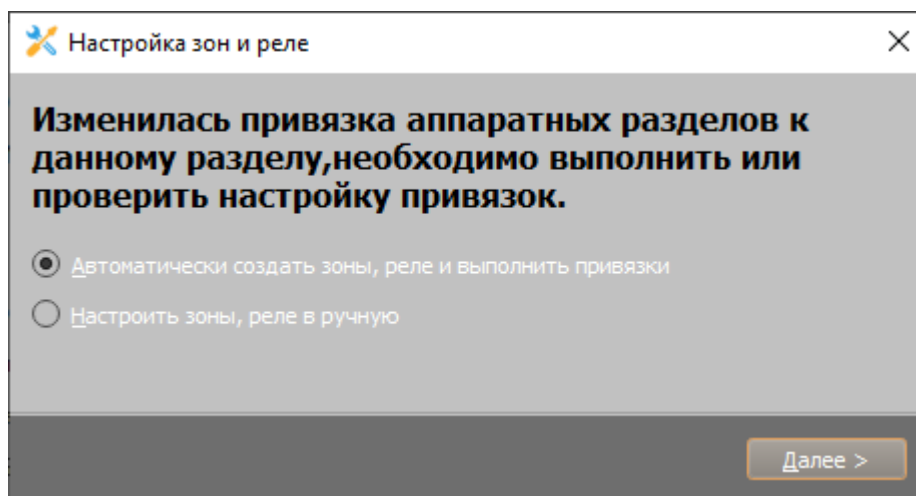 Настройка зон и реле
Изменилась привязка аппаратных разделов к
данному разделу,необходимо выполнить или
проверить настройку привязок.
Автоматически создать зоны, реле и выполнить привязки
Настроить зоны, реле в ручную
Далее >